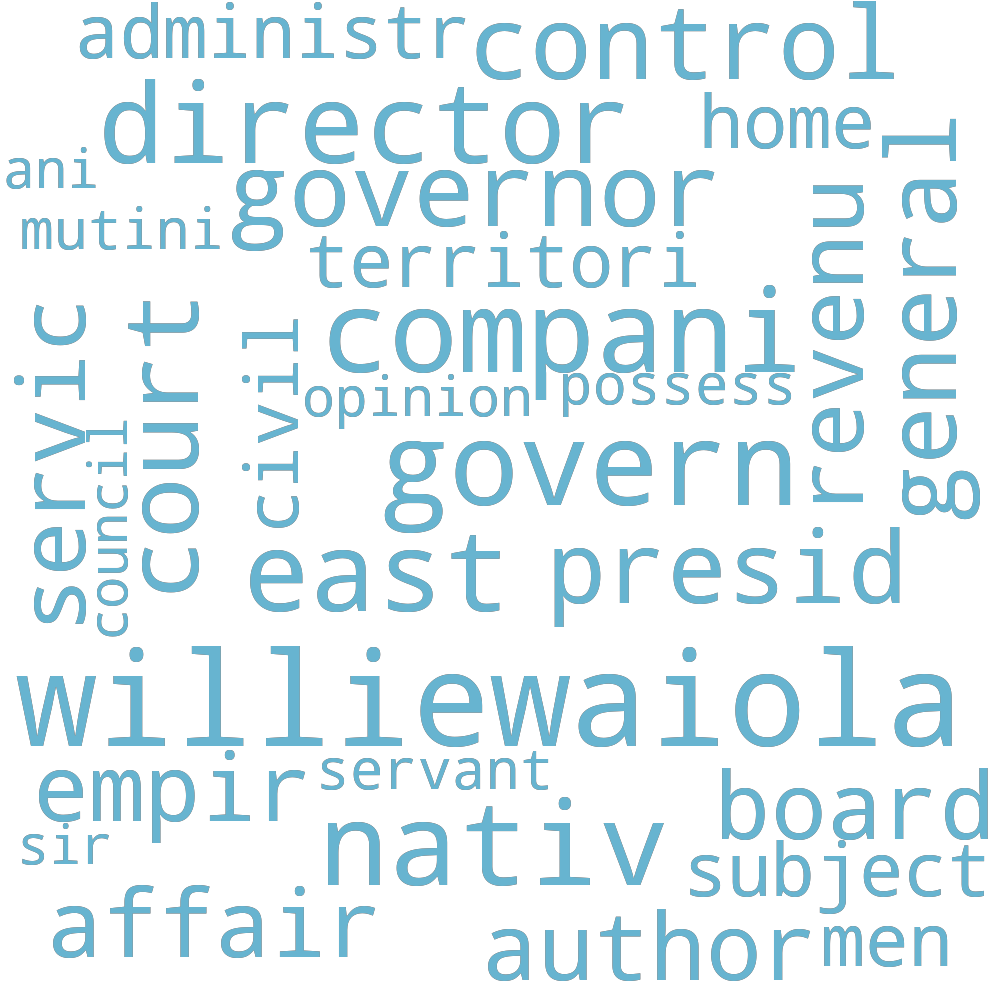 administr control
director home
ani governor general
mutini territori revenu
servic court civil compani
opinion possess
council govern
east presid
williewaiola
empir servant board
sir nativ subject
affair author men